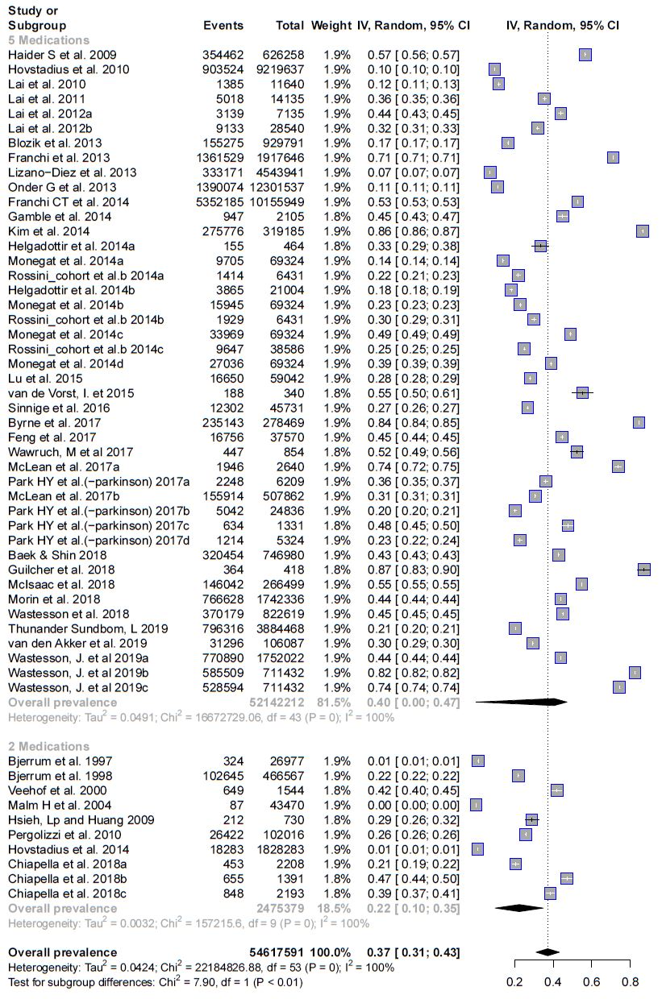 Study or
Subgroup Events Total Weight IV, Random, 95% CI IV, Random, 95% CI
5 Medications
Haider S et al. 2009 354462 626258 1.9% 0.57 [ 0.56; 0.57]
Hovstadius et al. 2010 903524 9219637 1.9% 0.10 [ 0.10; 0.10]
Lai et al. 2010 1385 11640 1.9% 0.12 [ 0.11; 0.13]
Lai et al. 2011 5018 14135 1.9% 0.36 [ 0.35; 0.36]
Lai et al. 2012a 3139 7135 1.9% 0.44 [ 0.43; 0.45]
Lai et al. 2012b 9133 28540 1.9% 0.32 [ 0.31; 0.33]
Blozik et al. 2013 155275 929791 1.9% 0.17 [ 0.17; 0.17]
Franchi et al. 2013 1361529 1917646 1.9% 0.71 [ 0.71; 0.71]
Lizano−Diez et al. 2013 333171 4543941 1.9% 0.07 [ 0.07; 0.07]
Onder G et al. 2013 1390074 12301537 1.9% 0.11 [ 0.11; 0.11]
Franchi CT et al. 2014 5352185 10155949 1.9% 0.53 [ 0.53; 0.53]
Gamble et al. 2014 947 2105 1.8% 0.45 [ 0.43; 0.47]
Kim et al. 2014 275776 319185 1.9% 0.86 [ 0.86; 0.87]
Helgadottir et al. 2014a 155 464 1.8% 0.33 [ 0.29; 0.38]
Monegat et al. 2014a 9705 69324 1.9% 0.14 [ 0.14; 0.14]
Rossini_cohort et al.b 2014a 1414 6431 1.9% 0.22 [ 0.21; 0.23]
Helgadottir et al. 2014b 3865 21004 1.9% 0.18 [ 0.18; 0.19]
Monegat et al. 2014b 15945 69324 1.9% 0.23 [ 0.23; 0.23]
Rossini_cohort et al.b 2014b 1929 6431 1.9% 0.30 [ 0.29; 0.31]
Monegat et al. 2014c 33969 69324 1.9% 0.49 [ 0.49; 0.49]
Rossini_cohort et al.b 2014c 9647 38586 1.9% 0.25 [ 0.25; 0.25]
Monegat et al. 2014d 27036 69324 1.9% 0.39 [ 0.39; 0.39]
Lu et al. 2015 16650 59042 1.9% 0.28 [ 0.28; 0.29]
van de Vorst, I. et 2015 188 340 1.8% 0.55 [ 0.50; 0.61]
Sinnige et al. 2016 12302 45731 1.9% 0.27 [ 0.26; 0.27]
Byrne et al. 2017 235143 278469 1.9% 0.84 [ 0.84; 0.85]
Feng et al. 2017 16756 37570 1.9% 0.45 [ 0.44; 0.45]
Wawruch, M et al 2017 447 854 1.8% 0.52 [ 0.49; 0.56]
McLean et al. 2017a 1946 2640 1.9% 0.74 [ 0.72; 0.75]
Park HY et al.(−parkinson) 2017a 2248 6209 1.9% 0.36 [ 0.35; 0.37]
McLean et al. 2017b 155914 507862 1.9% 0.31 [ 0.31; 0.31]
Park HY et al.(−parkinson) 2017b 5042 24836 1.9% 0.20 [ 0.20; 0.21]
Park HY et al.(−parkinson) 2017c 634 1331 1.8% 0.48 [ 0.45; 0.50]
Park HY et al.(−parkinson) 2017d 1214 5324 1.9% 0.23 [ 0.22; 0.24]
Baek & Shin 2018 320454 746980 1.9% 0.43 [ 0.43; 0.43]
Guilcher et al. 2018 364 418 1.8% 0.87 [ 0.83; 0.90]
McIsaac et al. 2018 146042 266499 1.9% 0.55 [ 0.55; 0.55]
Morin et al. 2018 766628 1742336 1.9% 0.44 [ 0.44; 0.44]
Wastesson et al. 2018 370179 822619 1.9% 0.45 [ 0.45; 0.45]
Thunander Sundbom, L 2019 796316 3884468 1.9% 0.21 [ 0.20; 0.21]
van den Akker et al. 2019 31296 106087 1.9% 0.30 [ 0.29; 0.30]
Wastesson, J. et al 2019a 770890 1752022 1.9% 0.44 [ 0.44; 0.44]
Wastesson, J. et al 2019b 585509 711432 1.9% 0.82 [ 0.82; 0.82]
Wastesson, J. et al 2019c 528594 711432 1.9% 0.74 [ 0.74; 0.74]
Overall prevalence 52142212 81.5% 0.40 [ 0.00; 0.47]
Heterogeneity: Tau² = 0.0491; Chi² = 16672729.06, df = 43 (P = 0); I² = 100%
2 Medications
Bjerrum et al. 1997 324 26977 1.9% 0.01 [ 0.01; 0.01]
Bjerrum et al. 1998 102645 466567 1.9% 0.22 [ 0.22; 0.22]
Veehof et al. 2000 649 1544 1.8% 0.42 [ 0.40; 0.45]
Malm H et al. 2004 87 43470 1.9% 0.00 [ 0.00; 0.00]
Hsieh, Lp and Huang 2009 212 730 1.8% 0.29 [ 0.26; 0.32]
Pergolizzi et al. 2010 26422 102016 1.9% 0.26 [ 0.26; 0.26]
Hovstadius et al. 2014 18283 1828283 1.9% 0.01 [ 0.01; 0.01]
Chiapella et al. 2018a 453 2208 1.9% 0.21 [ 0.19; 0.22]
Chiapella et al. 2018b 655 1391 1.8% 0.47 [ 0.44; 0.50]
Chiapella et al. 2018c 848 2193 1.8% 0.39 [ 0.37; 0.41]
Overall prevalence 2475379 18.5% 0.22 [ 0.10; 0.35]
Heterogeneity: Tau² = 0.0032; Chi² = 157215.6, df = 9 (P = 0); I² = 100%
Overall prevalence 54617591 100.0% 0.37 [ 0.31; 0.43]
Heterogeneity: Tau² = 0.0424; Chi² = 22184826.88, df = 53 (P = 0); I² = 100%
Test for subgroup differences: Chi² = 7.90, df = 1 (P < 0.01)
0.2 0.4 0.6 0.8